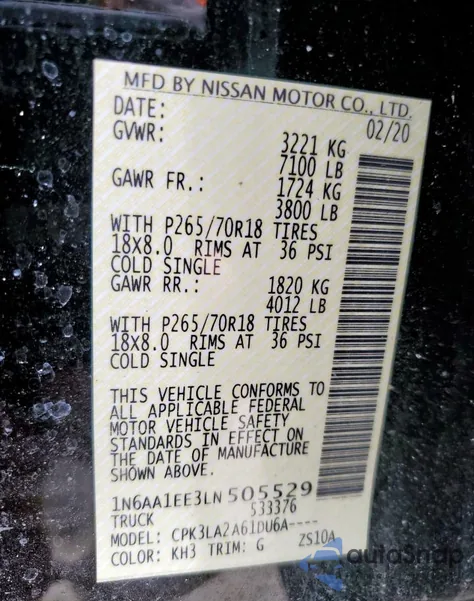 MFD BY NISSAN MOTOR CO., LTD.
DATE: 02/20
GVWR: 3221 KG
7100 LB
GAWR FR.: 1724 KG
3800 LB
WITH P265/70R18 TIRES
18X8.0 RIMS AT 36 PSI
COLD SINGLE
GAWR RR.: 1820 KG
4012 LB
WITH P265/70R18 TIRES
18X8.0 RIMS AT 36 PSI
COLD SINGLE
THIS VEHICLE CONFORMS TO
ALL APPLICABLE FEDERAL
MOTOR VEHICLE SAFETY
STANDARDS IN EFFECT ON
THE DATE OF MANUFACTURE
SHOWN ABOVE.
1N6AA1EE3LN505529
TRUCK 533376
MODEL: CPK3LA2A61DU6A----
COLOR: KH3 TRIM: G ZS10A
autoSnap